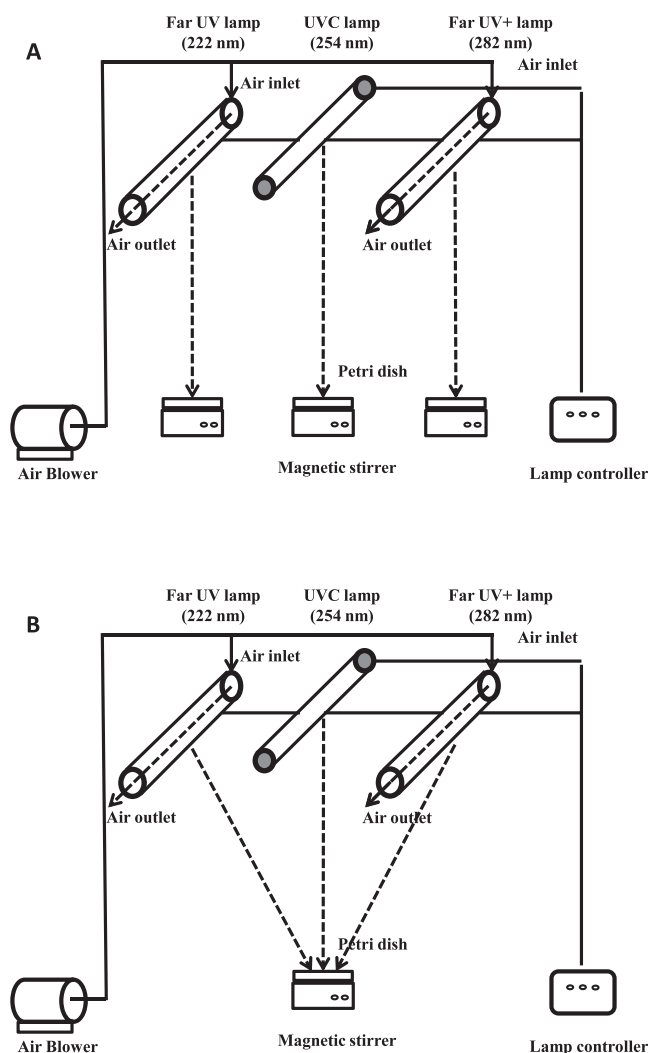 A
Far UV lamp
(222 nm)
UVC lamp
(254 nm)
Far UV+ lamp
(282 nm)
Air inlet
Air inlet
Air outlet
Air outlet
Petri dish
Air Blower
Magnetic stirrer
Lamp controller
B
Far UV lamp
(222 nm)
UVC lamp
(254 nm)
Far UV+ lamp
(282 nm)
Air inlet
Air inlet
Air outlet
Air outlet
Petri dish
Air Blower
Magnetic stirrer
Lamp controller